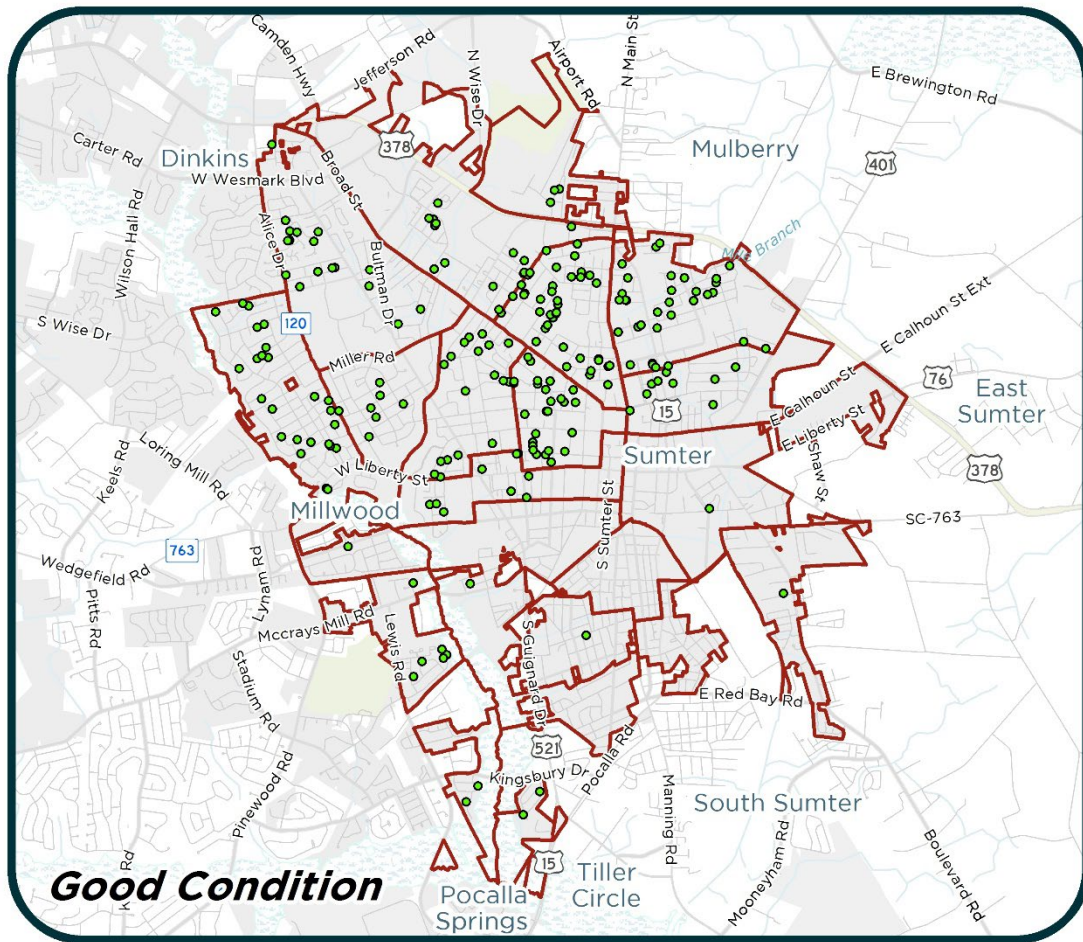 Camden Hwy
Jefferson Rd
N Wise Dr
Airport Rd
N Main St
E Brewington Rd
Carter Rd
Dinkins
378
Mulberry
401
W Wesmark Blvd
Broad St
Wilson Hall Rd
Alice Dr
Bultman Dr
Branch
S Wise Dr
120
Miller Rd
E Calhoun St Ext
76
East
Sumter
15
E Calhoun St
E Liberty St
Keels Rd
Loring Mill Rd
W Liberty St
Sumter
Shaw St
378
Millwood
S Sumter St
SC-763
763
Wedgefield Rd
Pitts Rd
Lynam Rd
Mccrays Mill Rd
Lewis Rd
S Guignard Dr
Stadium Rd
E Red Bay Rd
521
Pocalla Rd
Kingsbury Dr
Pinewood Rd
Manning Rd
South Sumter
Mooneyham Rd
Boulevard Rd
15
Tiller
Circle
Pocalla
Springs
Good Condition